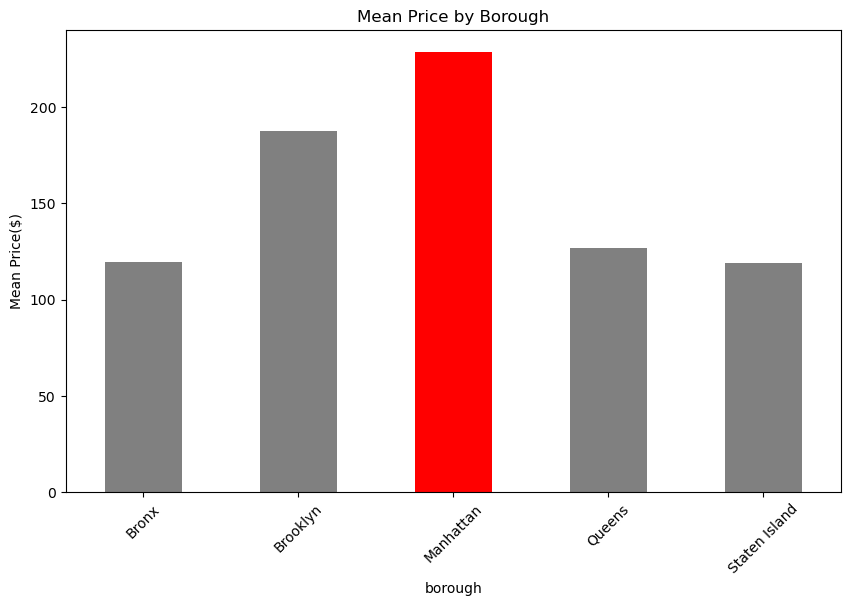 Mean Price by Borough
Mean Price($)
200
150
100
50
0
Bronx
Brooklyn
Manhattan
Queens
Staten Island
borough